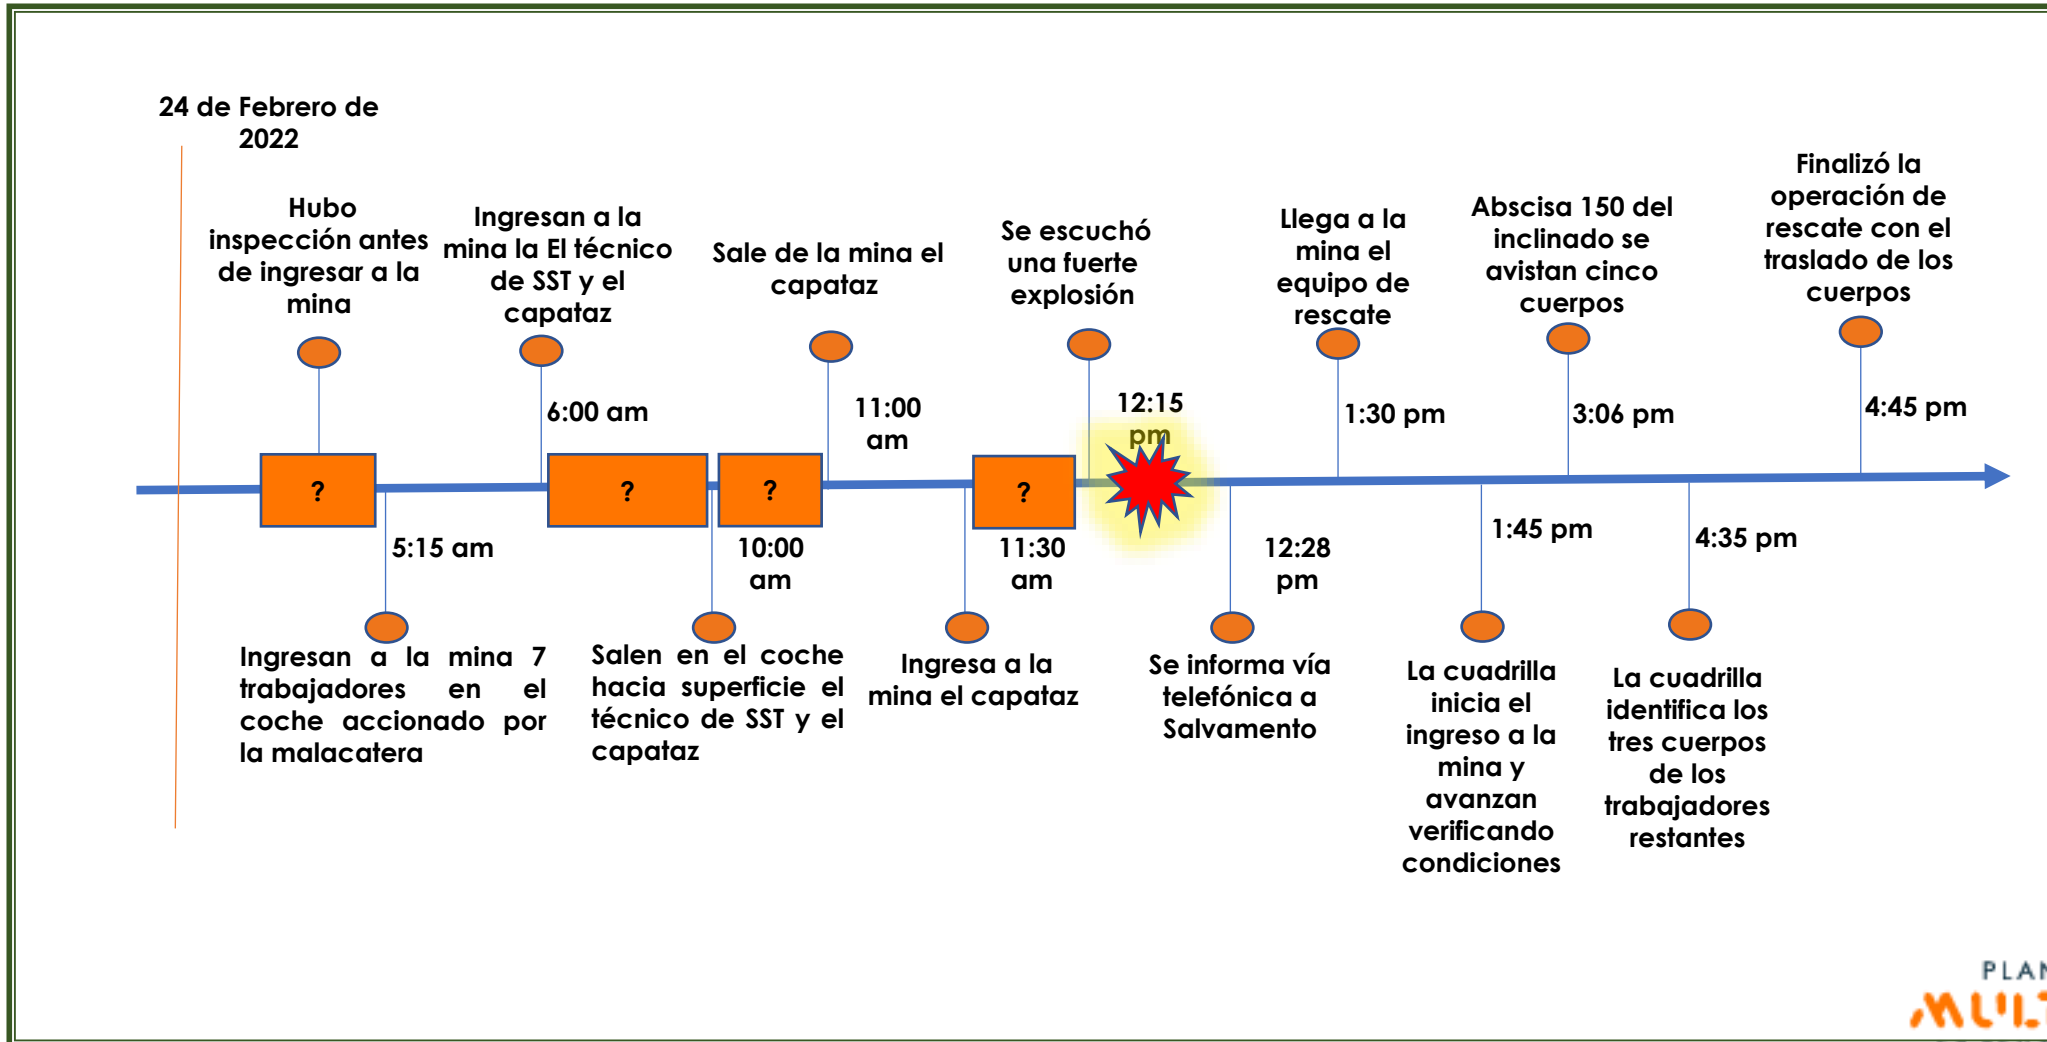 24 de Febrero de
2022
Hubo
inspección antes
de ingresar a la
mina
Ingresan a la
mina la El técnico
de SST y el
capataz
Sale de la mina el
capataz
Se escuchó
una fuerte
explosión
Llega a la
mina el
equipo de
rescate
Abscisa 150 del
inclinado se
avistan cinco
cuerpos
Finalizó la
operación de
rescate con el
traslado de los
cuerpos
6:00 am
11:00
am
12:15
pm
1:30 pm
3:06 pm
4:45 pm
?
?
?
?
5:15 am
10:00
am
11:30
am
12:28
pm
1:45 pm
4:35 pm
Ingresan a la mina 7
trabajadores en el
coche accionado por
la malacatera
Salen en el coche
hacia superficie el
técnico de SST y el
capataz
Ingresa a la
mina el capataz
Se informa vía
telefónica a
Salvamento
La cuadrilla
inicia el
ingreso a la
mina y
avanzan
verificando
condiciones
La cuadrilla
identifica los
tres cuerpos
de los
trabajadores
restantes
PLAN
MULT